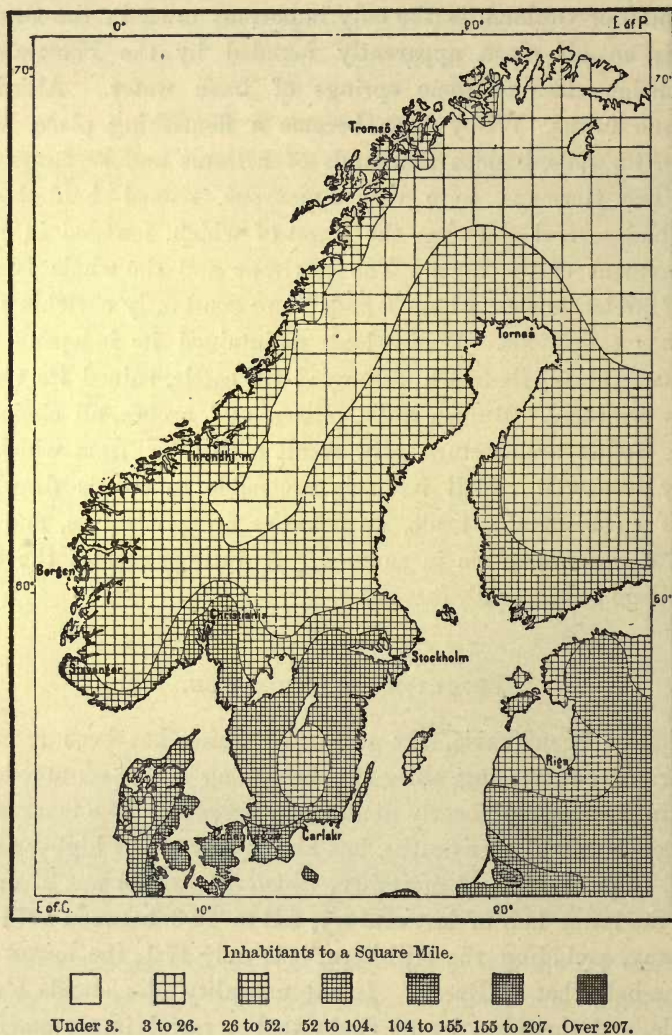 0° 20° E of P.
70° 70°
Tromsö
Torneå
Throndhj'm
Bergen
60° 60°
Christiania
Stavanger
Stockholm
Riga
Carlskr
E of G. 10° 20°
Inhabitants to a Square Mile.
Under 3. 3 to 26. 26 to 52. 52 to 104. 104 to 155. 155 to 207. Over 207.